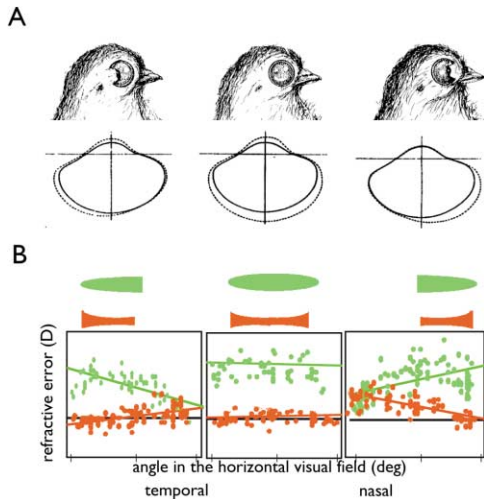 A
B
refractive error (D)
angle in the horizontal visual field (deg)
temporal
nasal